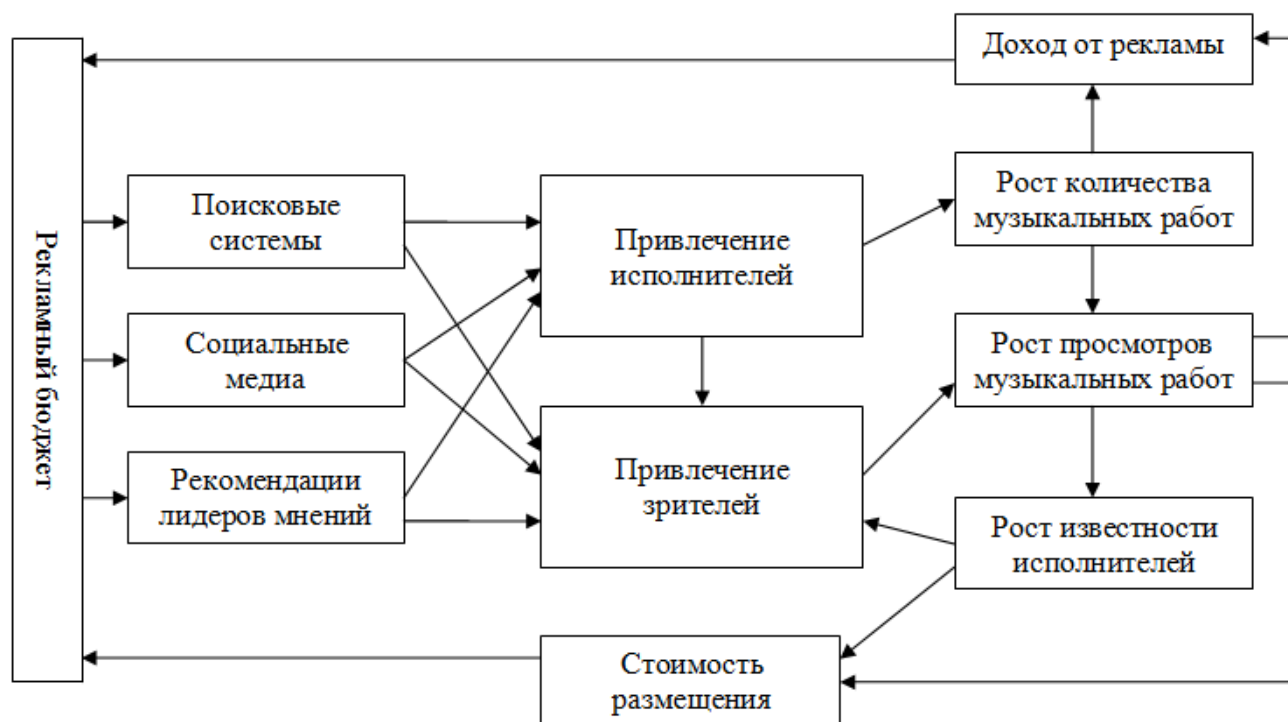 Рекламный бюджет
Доход от рекламы
Поисковые
системы
Привлечение
исполнителей
Рост количества
музыкальных работ
Социальные
медиа
Рост просмотров
музыкальных работ
Рекомендации
лидеров мнений
Привлечение
зрителей
Рост известности
исполнителей
Стоимость
размещения